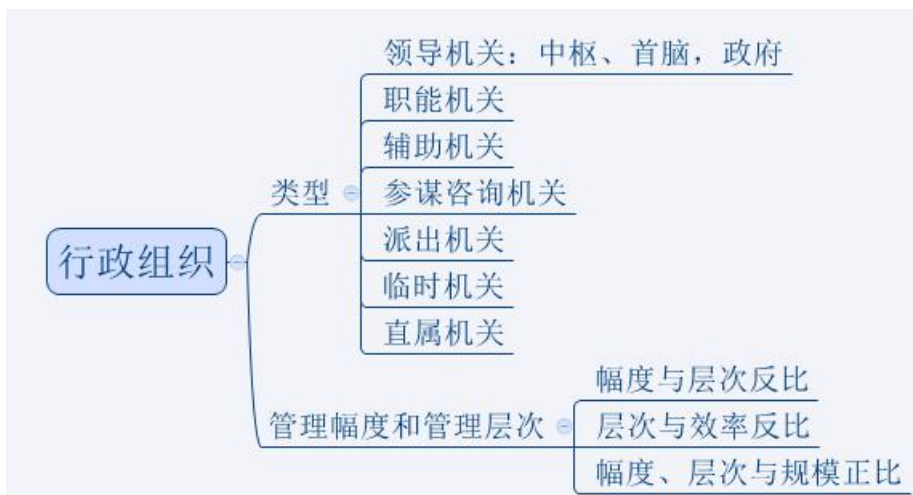 领导机关：中枢、首脑，政府
职能机关
辅助机关
类型
参谋咨询机关
派出机关
行政组织
临时机关
直属机关
幅度与层次反比
管理幅度和管理层次
层次与效率反比
幅度、层次与规模正比